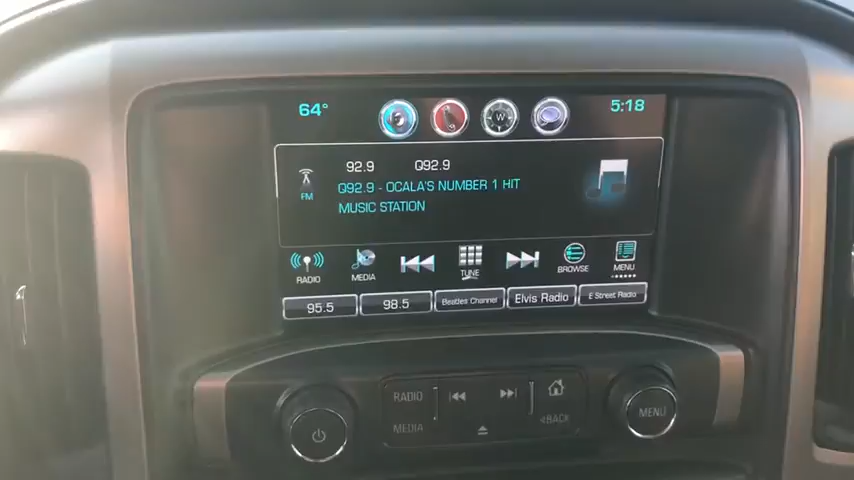 64°
W
5:18
92.9 Q92.9
FM
Q92.9 - OCALA'S NUMBER 1 HIT
MUSIC STATION
RADIO
MEDIA
TUNE
BROWSE
MENU
95.5
98.5
Beatles Channel
Elvis Radio
E Street Radio
RADIO
MEDIA
<BACK
MENU